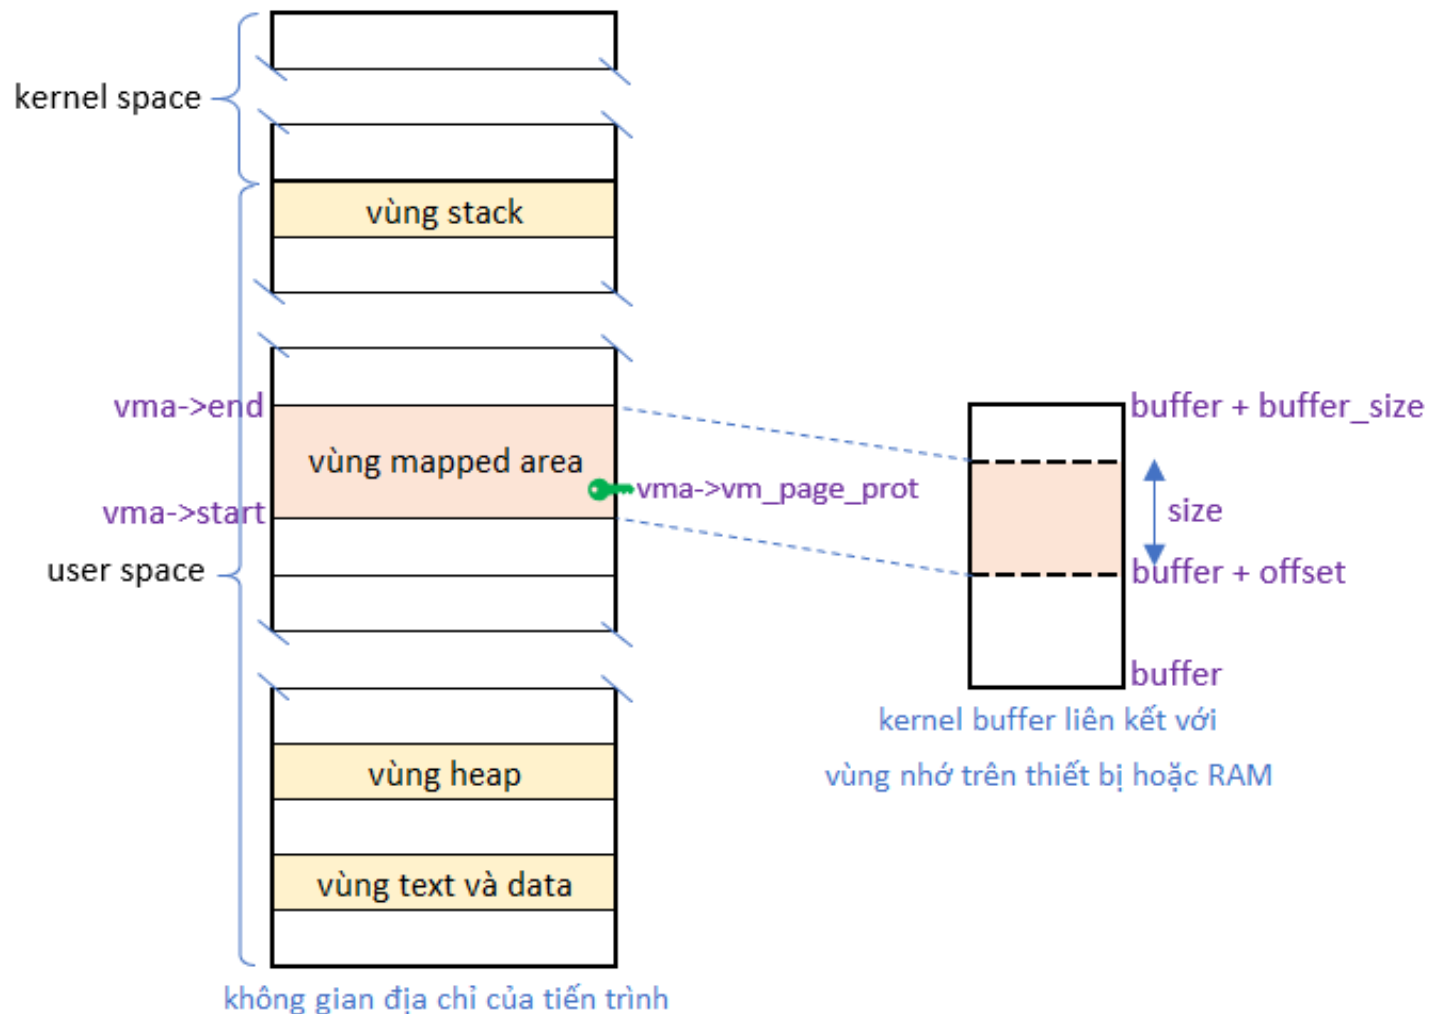 kernel space
vùng stack
vma->end
buffer + buffer_size
vùng mapped area
vma->vm_page_prot
vma->start
size
user space
buffer + offset
buffer
kernel buffer liên kết với
vùng nhớ trên thiết bị hoặc RAM
vùng heap
vùng text và data
không gian địa chỉ của tiến trình